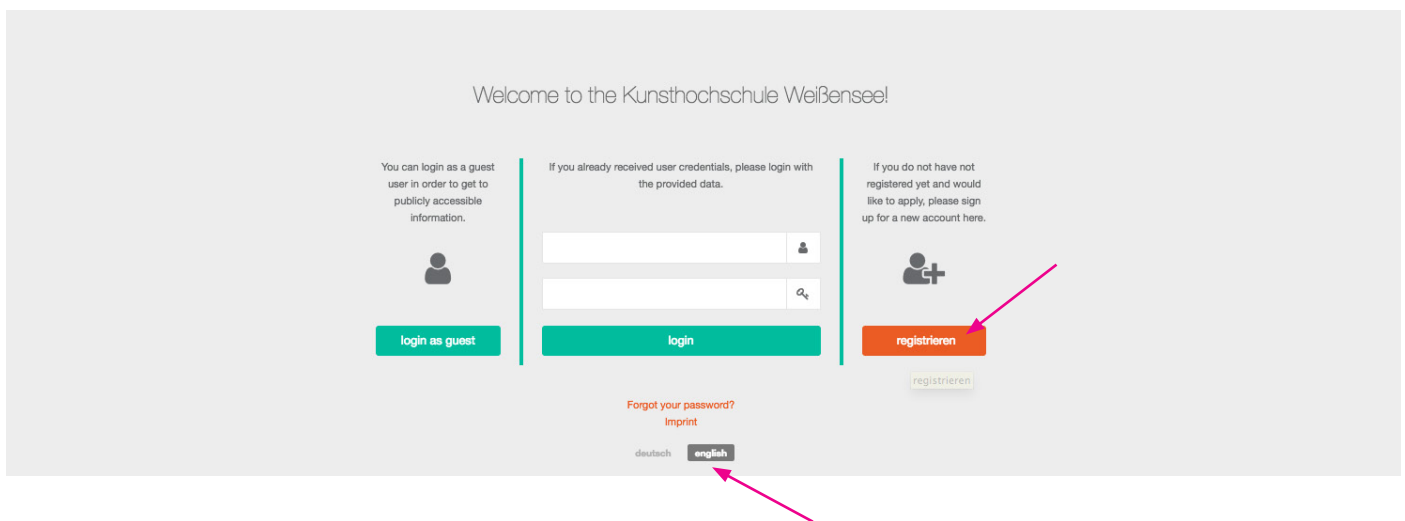 Welcome to the Kunsthochschule Weißensee!
You can login as a guest
user in order to get to
publicly accessible
information.
login as guest
If you already received user credentials, please login with
the provided data.
login
If you do not have not
registered yet and would
like to apply, please sign
up for a new account here.
registrieren
registrieren
Forgot your password?
Imprint
deutsch english